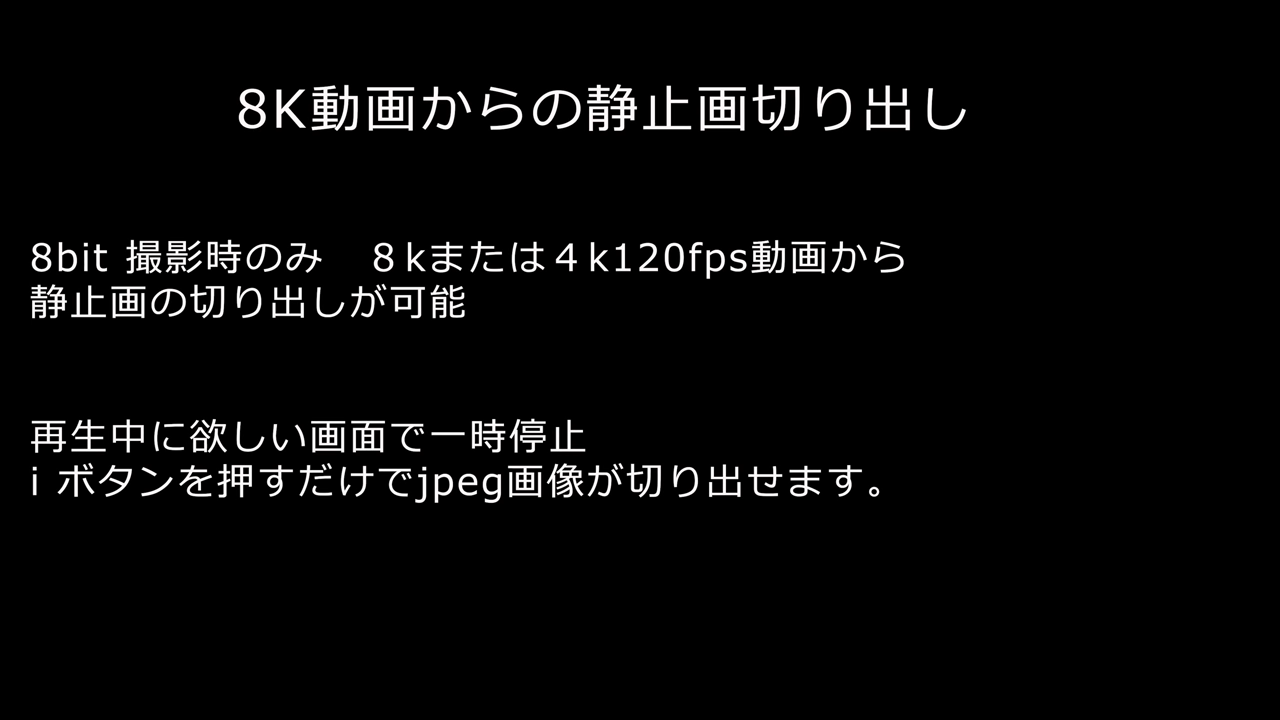 8K動画からの静止画切り出し
8bit 撮影時のみ　８kまたは４k120fps動画から
静止画の切り出しが可能
再生中に欲しい画面で一時停止
i ボタンを押すだけでjpeg画像が切り出せます。